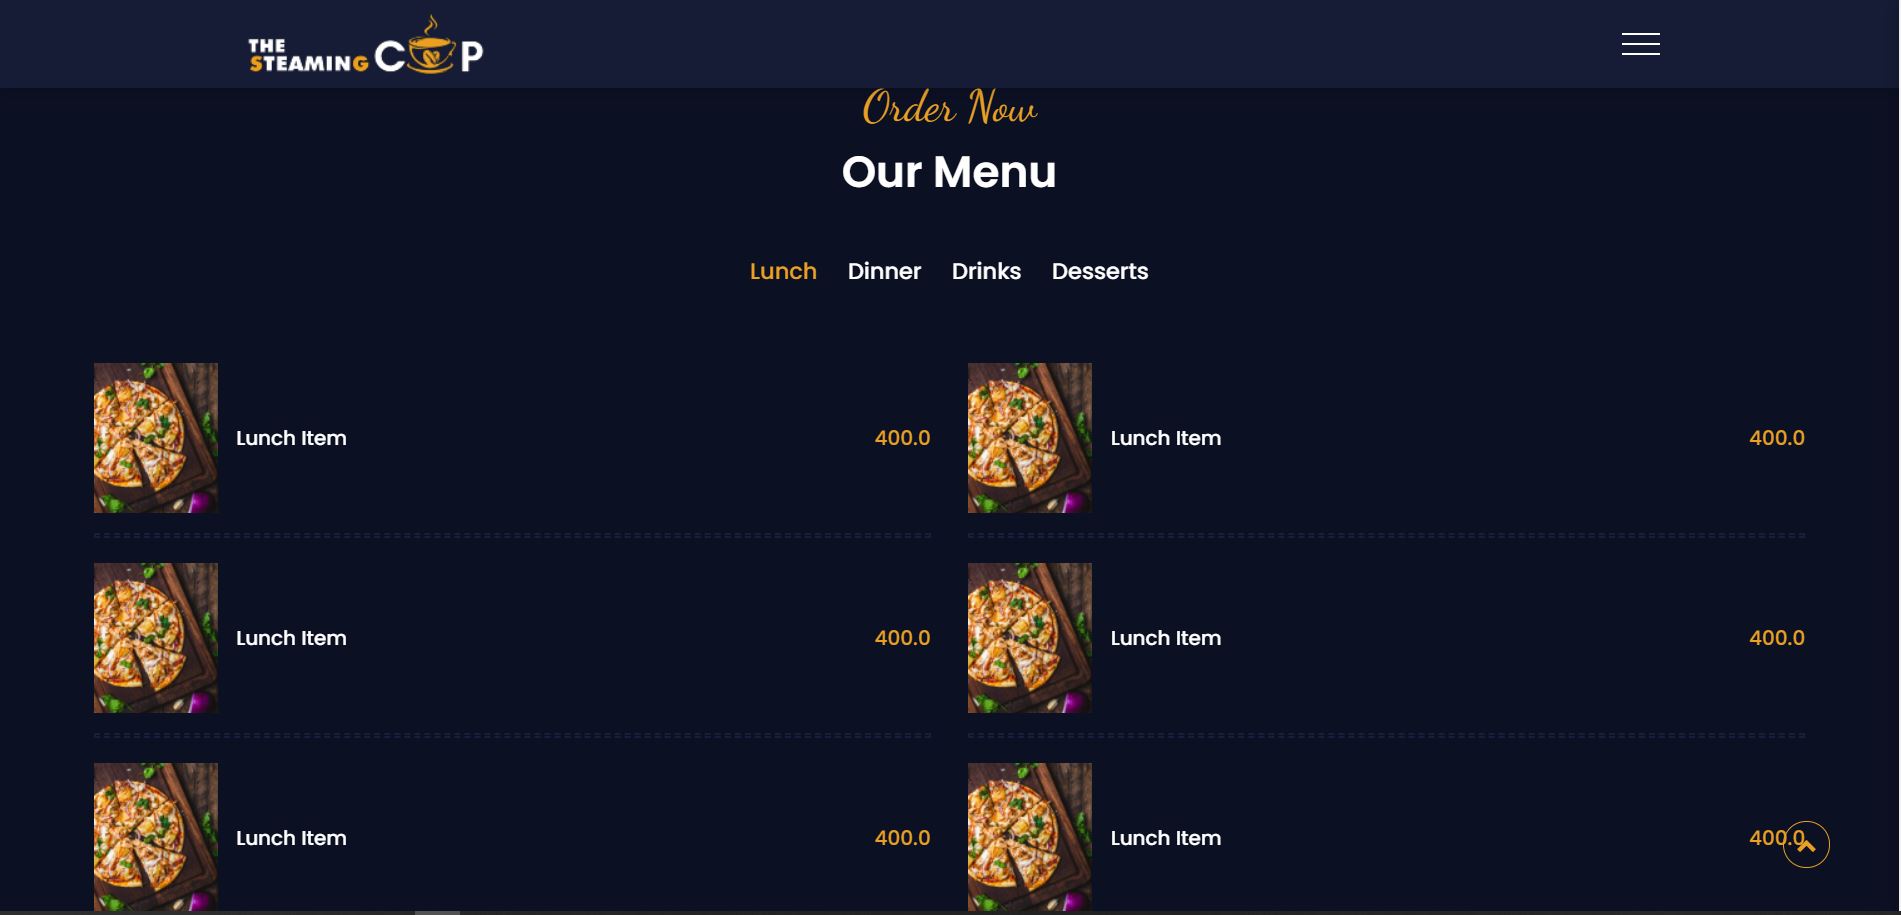 THE
STEAMING CUP
Order Now
Our Menu
Lunch Dinner Drinks Desserts
Lunch Item 400.0 Lunch Item 400.0
Lunch Item 400.0 Lunch Item 400.0
Lunch Item 400.0 Lunch Item 400.0